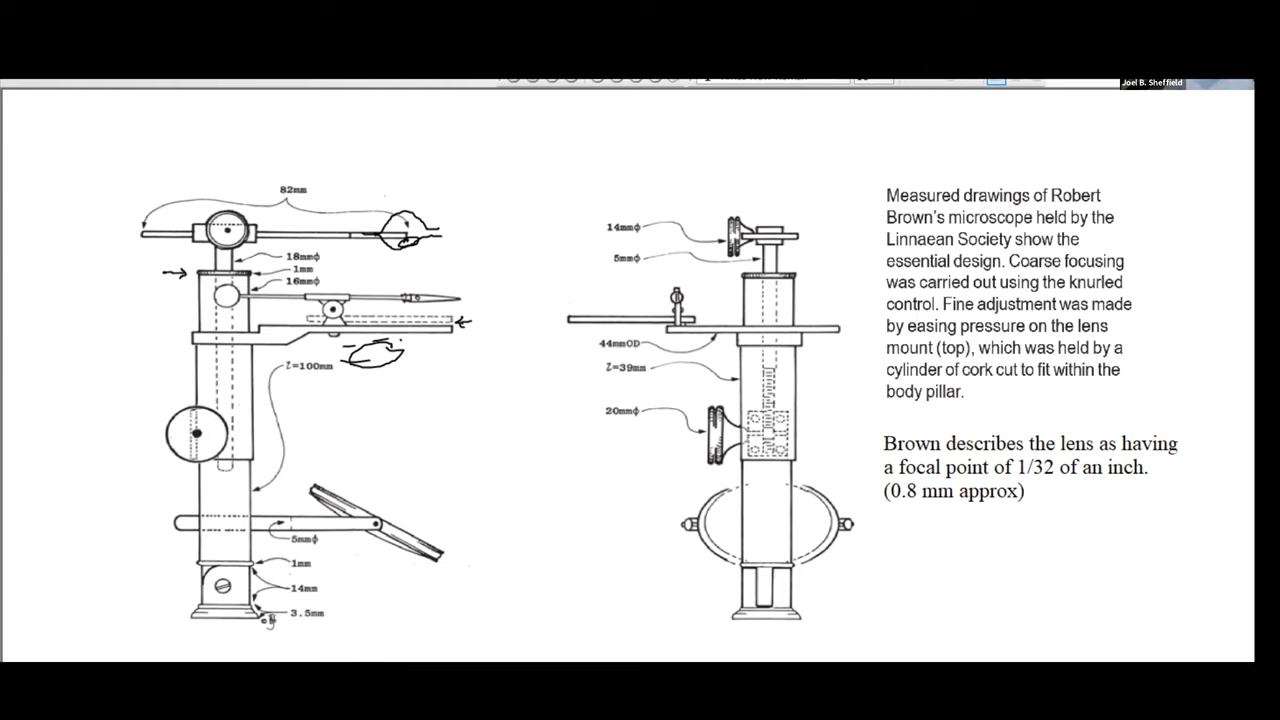 Joel B. Sheffield
82mm
18mmϕ
1mm
16mmϕ
l=100mm
5mmϕ
1mm
14mm
3.5mm
14mmϕ
5mmϕ
44mmOD
l=39mm
20mmϕ
Measured drawings of Robert
Brown's microscope held by the
Linnaean Society show the
essential design. Coarse focusing
was carried out using the knurled
control. Fine adjustment was made
by easing pressure on the lens
mount (top), which was held by a
cylinder of cork cut to fit within the
body pillar.
Brown describes the lens as having
a focal point of 1/32 of an inch.
(0.8 mm approx)